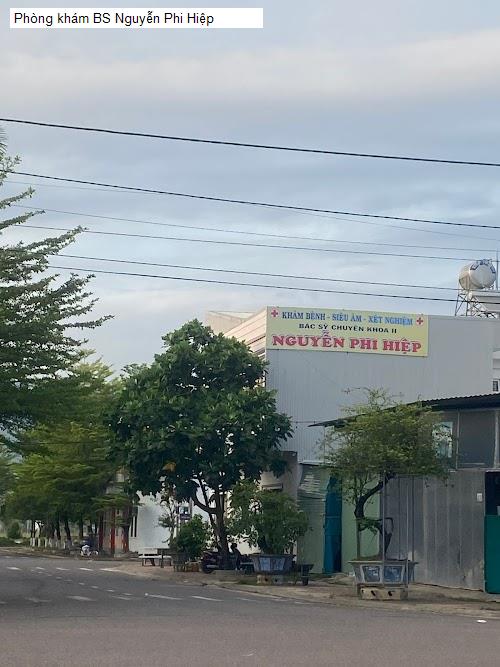 Phòng khám BS Nguyễn Phi Hiệp
KHÁM BỆNH - SIÊU ÂM - XÉT NGHIỆM
BÁC SỸ CHUYÊN KHOA II
NGUYỄN PHI HIỆP